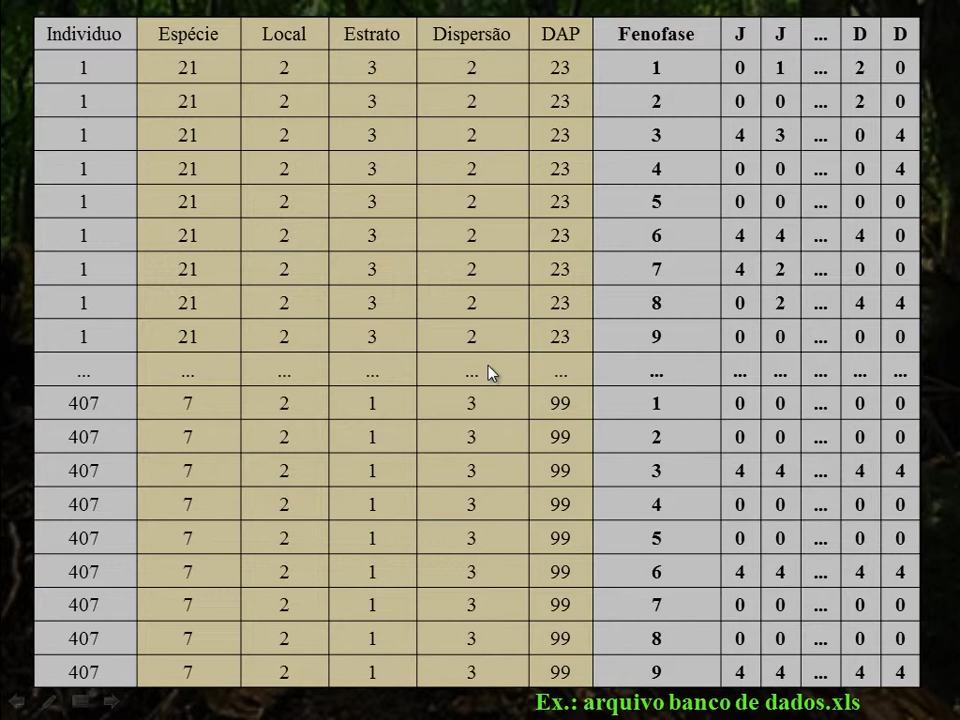 Individuo Espécie Local Estrato Dispersão DAP Fenofase J J ... D D
1 21 2 3 2 23 1 0 1 ... 2 0
1 21 2 3 2 23 2 0 0 ... 2 0
1 21 2 3 2 23 3 4 3 ... 0 4
1 21 2 3 2 23 4 0 0 ... 0 4
1 21 2 3 2 23 5 0 0 ... 0 0
1 21 2 3 2 23 6 4 4 ... 4 0
1 21 2 3 2 23 7 4 2 ... 0 0
1 21 2 3 2 23 8 0 2 ... 4 4
1 21 2 3 2 23 9 0 0 ... 0 0
... ... ... ... ... ... ... ... ... ... ... ...
407 7 2 1 3 99 1 0 0 ... 0 0
407 7 2 1 3 99 2 0 0 ... 0 0
407 7 2 1 3 99 3 4 4 ... 4 4
407 7 2 1 3 99 4 0 0 ... 0 0
407 7 2 1 3 99 5 0 0 ... 0 0
407 7 2 1 3 99 6 4 4 ... 4 4
407 7 2 1 3 99 7 0 0 ... 0 0
407 7 2 1 3 99 8 0 0 ... 0 0
407 7 2 1 3 99 9 4 4 ... 4 4
Ex.: arquivo banco de dados.xls